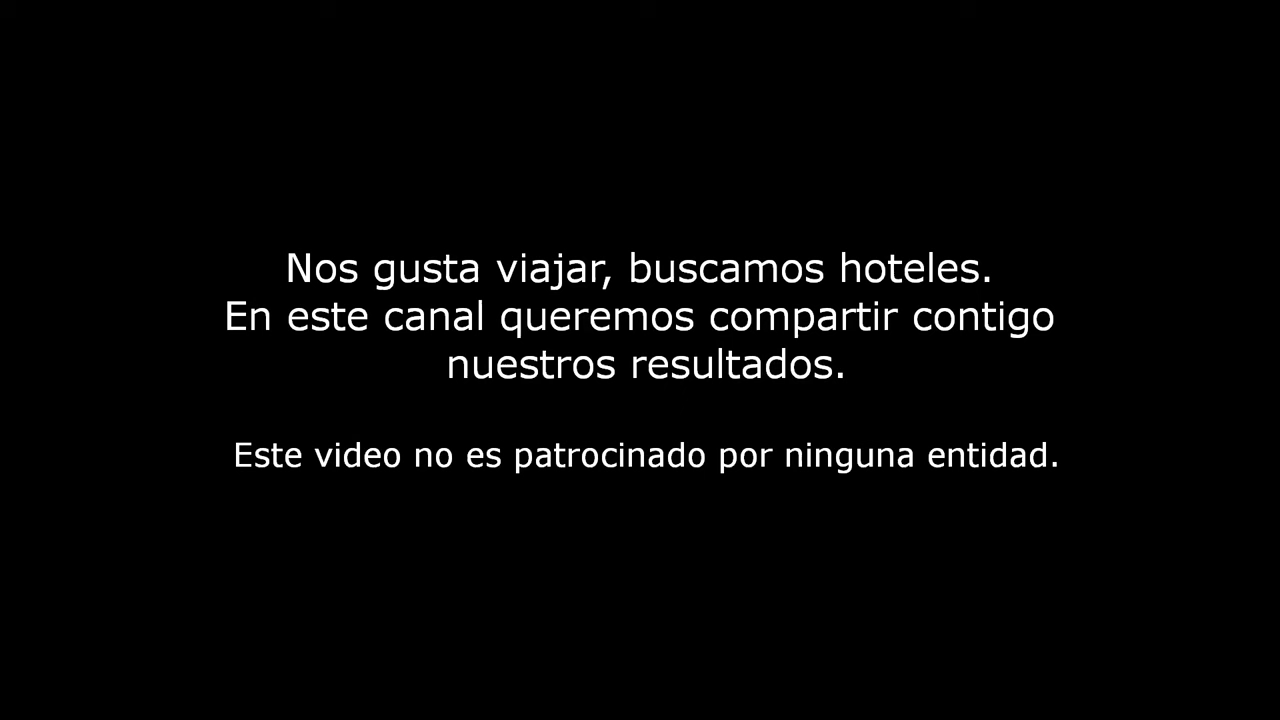 Nos gusta viajar, buscamos hoteles.
En este canal queremos compartir contigo
nuestros resultados.
Este video no es patrocinado por ninguna entidad.